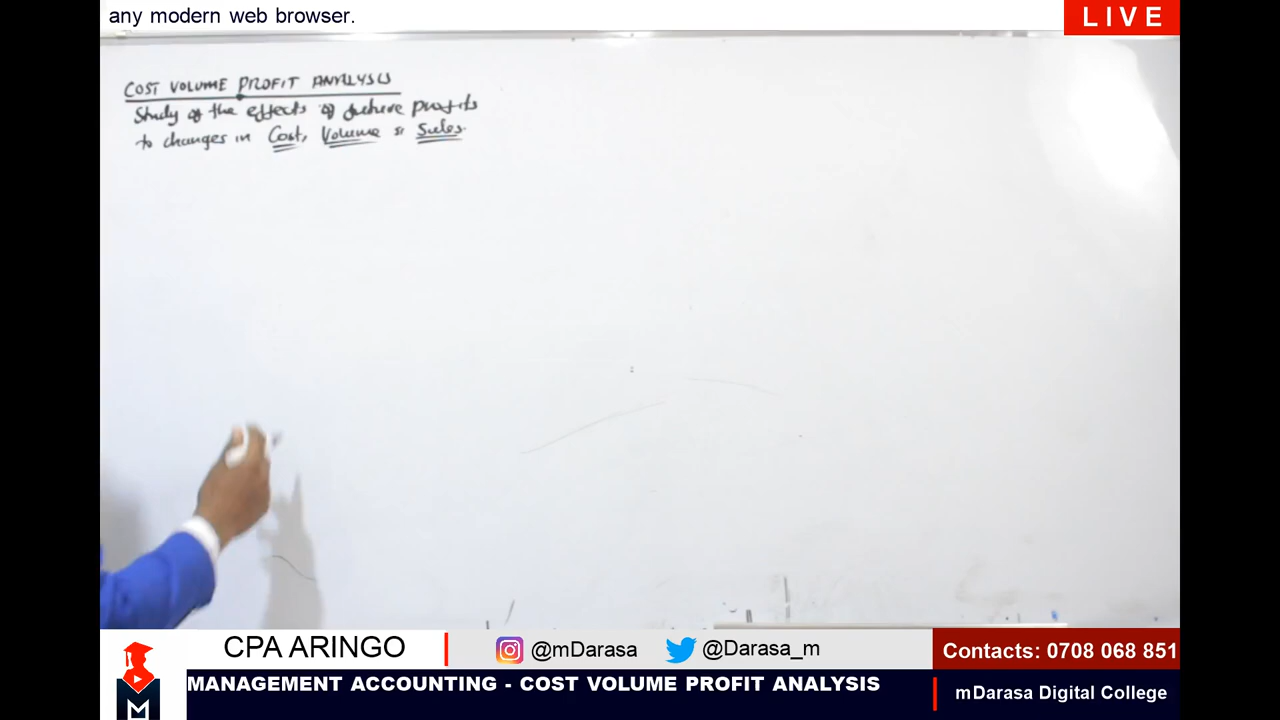 any modern web browser.
LIVE
COST VOLUME PROFIT ANALYSIS
Study of the effects of future profits
to changes in Cost, Volume & Sales.
CPA ARINGO
@mDarasa
@Darasa_m
Contacts: 0708 068 851
MANAGEMENT ACCOUNTING - COST VOLUME PROFIT ANALYSIS
mDarasa Digital College
M